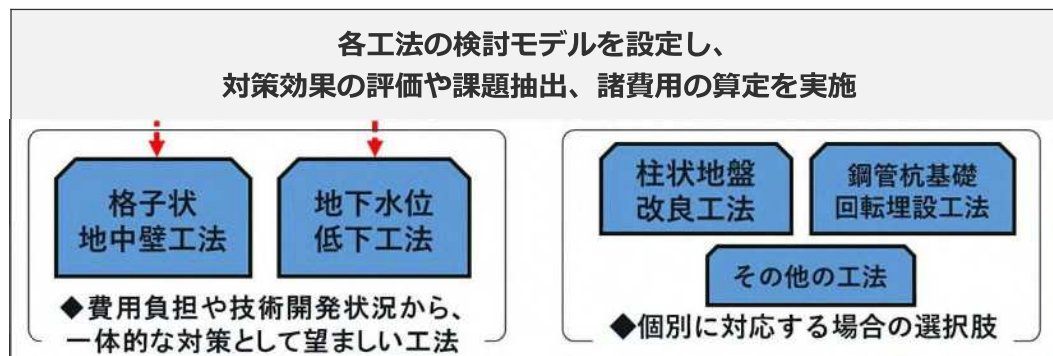 各工法の検討モデルを設定し、
対策効果の評価や課題抽出、諸費用の算定を実施
格子状
地中壁工法
地下水位
低下工法
◆費用負担や技術開発状況から、
一体的な対策として望ましい工法
柱状地盤
改良工法
鋼管杭基礎
回転埋設工法
その他の工法
◆個別に対応する場合の選択肢